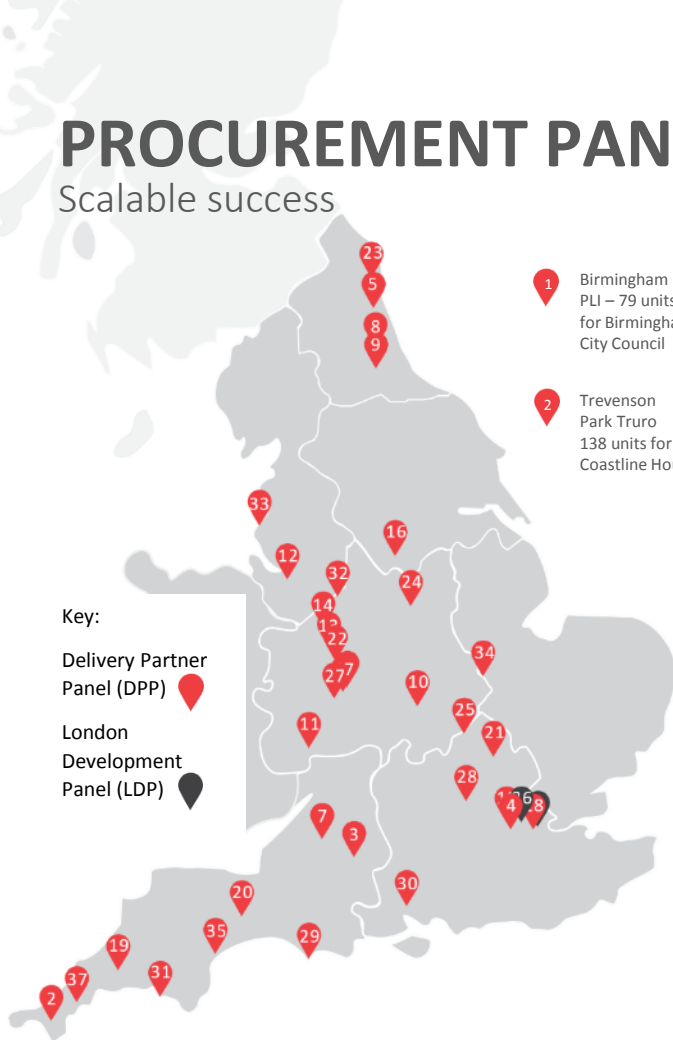 PROCUREMENT PAN
Scalable success
23
5
1
Birmingham
PLI – 79 units
for Birmingha
City Council
8
9
2
Trevenson
Park Truro
138 units for
Coastline Hou
33
16
12
32
24
14
13
22
Key:
Delivery Partner
Panel (DPP)
London
Development
Panel (LDP)
34
27
7
10
25
11
21
28
4
7
3
30
20
35
29
19
31
37
2